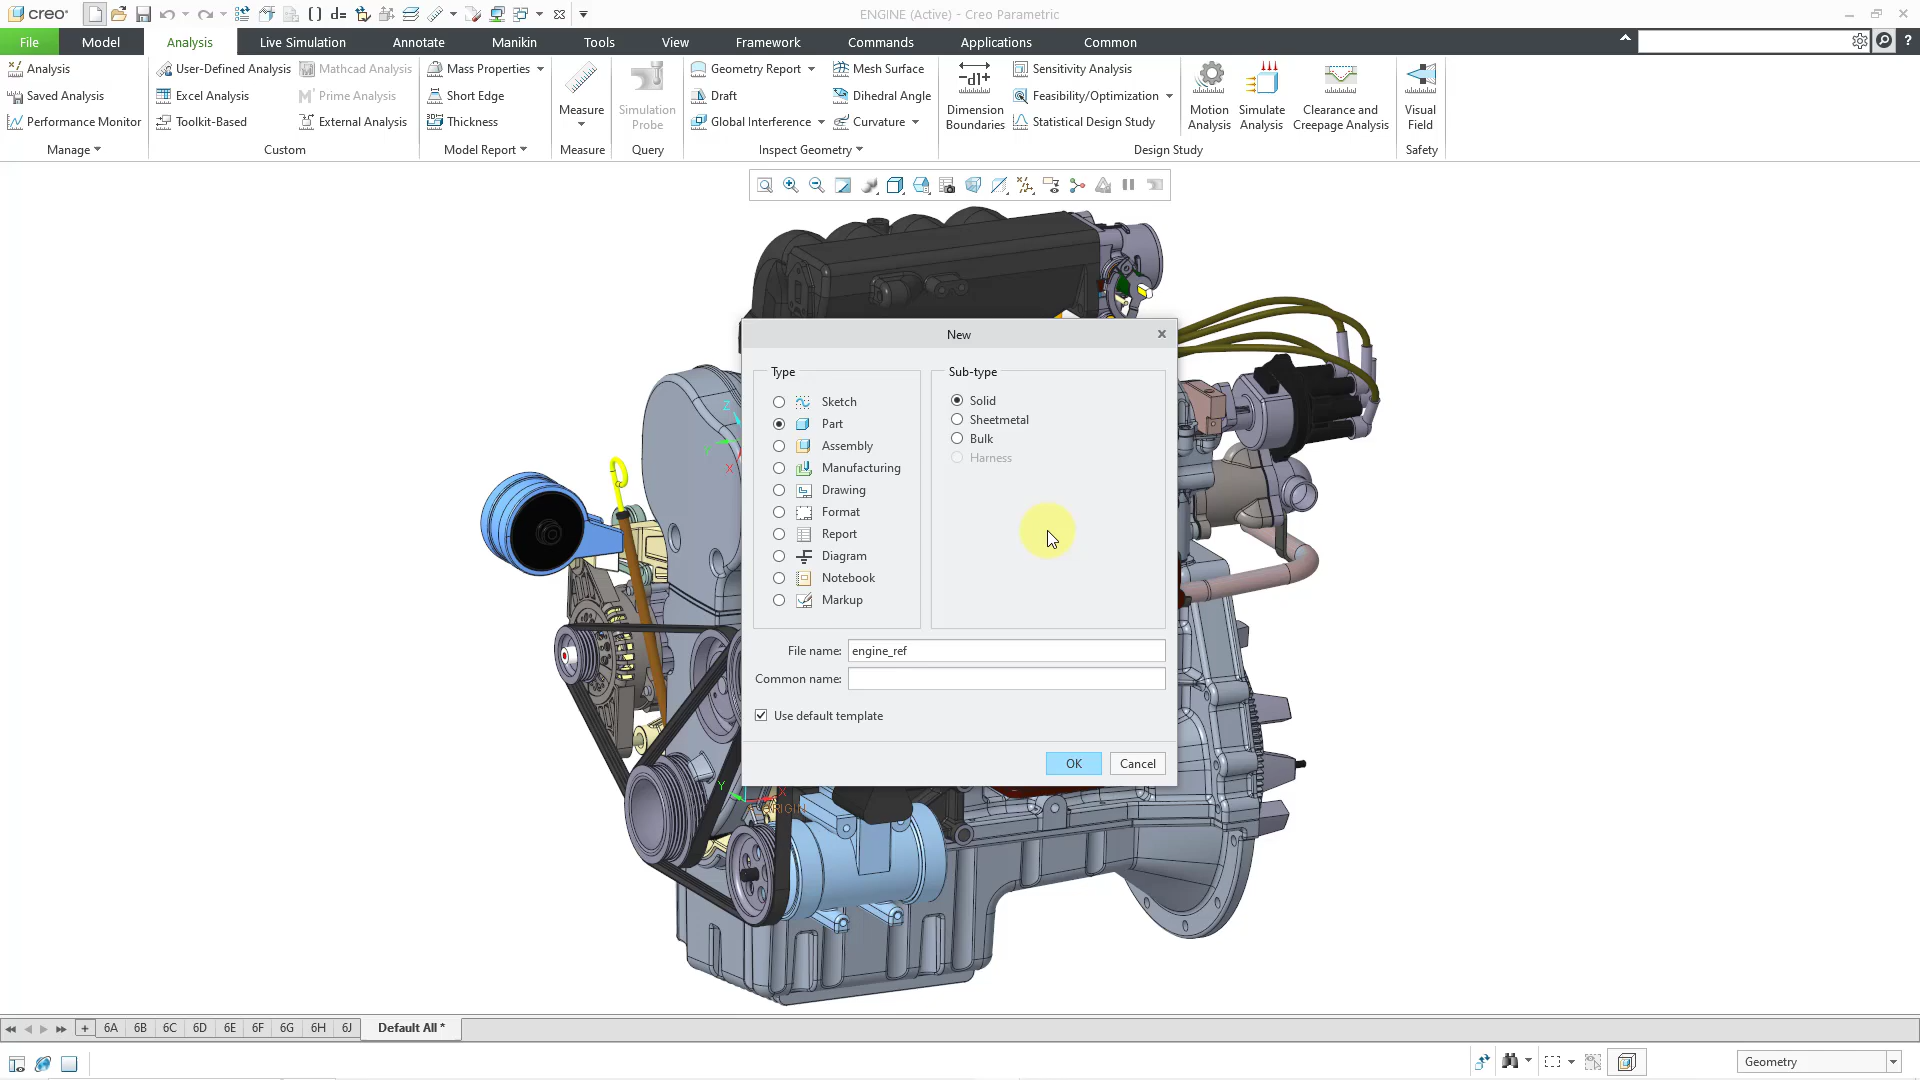 creo
d=
ENGINE (Active) - Creo Parametric
File
Model
Analysis
Live Simulation
Annotate
Manikin
Tools
View
Framework
Commands
Applications
Common
?
Analysis
Saved Analysis
Performance Monitor
Manage
User-Defined Analysis
Excel Analysis
Toolkit-Based
Mathcad Analysis
Prime Analysis
External Analysis
Custom
Mass Properties
Short Edge
Thickness
Model Report
Measure
Measure
Simulation
Probe
Query
Geometry Report
Draft
Global Interference
Mesh Surface
Dihedral Angle
Curvature
Inspect Geometry
Dimension
Boundaries
Sensitivity Analysis
Feasibility/Optimization
Statistical Design Study
Motion
Analysis
Simulate
Analysis
Clearance and
Creepage Analysis
Design Study
Visual
Field
Safety
New
Type
Sketch
Part
Assembly
Manufacturing
Drawing
Format
Report
Diagram
Notebook
Markup
Sub-type
Solid
Sheetmetal
Bulk
Harness
File name: engine_ref
Common name:
Use default template
OK
Cancel
Z
Y
X
Y
X
6A
6B
6C
6D
6E
6F
6G
6H
6J
Default All *
Geometry